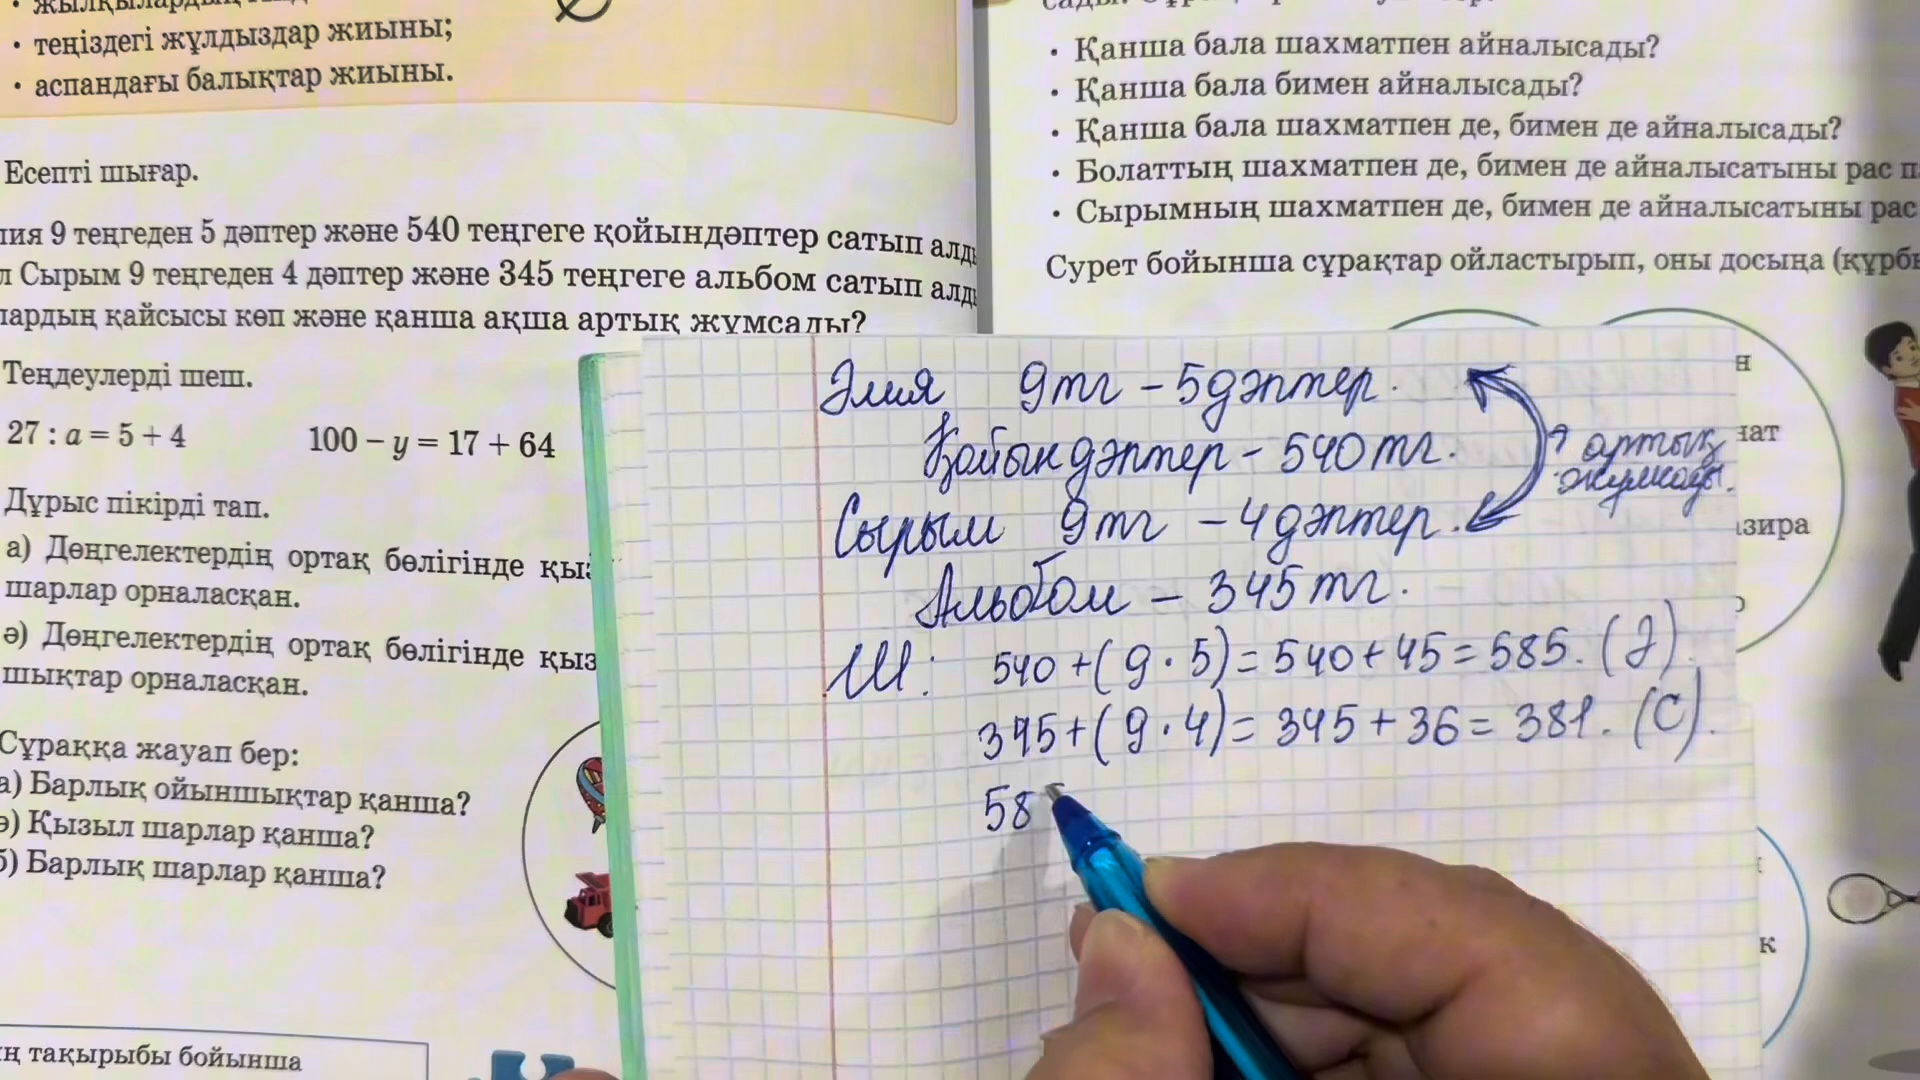 теңіздегі жұлдыздар жиыны;
аспандағы балықтар жиыны.
Есепті шығар.
9 теңгеден 5 дәптер және 540 теңгеге қойындәптер сатып алды
Сырым 9 теңгеден 4 дәптер және 345 теңгеге альбом сатып алды
қайсысы көп және қанша ақша артық жұмсады?
Теңдеулерді шеш.
27 : a = 5 + 4
100 – y = 17 + 64
Дұрыс пікірді тап.
а) Дөңгелектердің ортақ бөлігінде қыз
шарлар орналасқан.
ә) Дөңгелектердің ортақ бөлігінде қыз
шықтар орналасқан.
Сұраққа жауап бер:
а) Барлық ойыншықтар қанша?
ә) Қызыл шарлар қанша?
б) Барлық шарлар қанша?
тақырыбы бойынша
• Қанша бала шахматпен айналысады?
• Қанша бала бимен айналысады?
• Қанша бала шахматпен де, бимен де айналысады?
• Болаттың шахматпен де, бимен де айналысатыны рас
• Сырымның шахматпен де, бимен де айналысатыны рас
Сурет бойынша сұрақтар ойластырып, оны досыңа
Әлия 9тг – 5дәптер.
Қойындәптер – 540тг.
артық
жұмсады.
Сырым 9тг – 4дәптер.
Альбом – 345тг.
Ш: 540+(9·5)=540+45=585. (Ә).
345+(9·4)=345+36=381. (С).
58